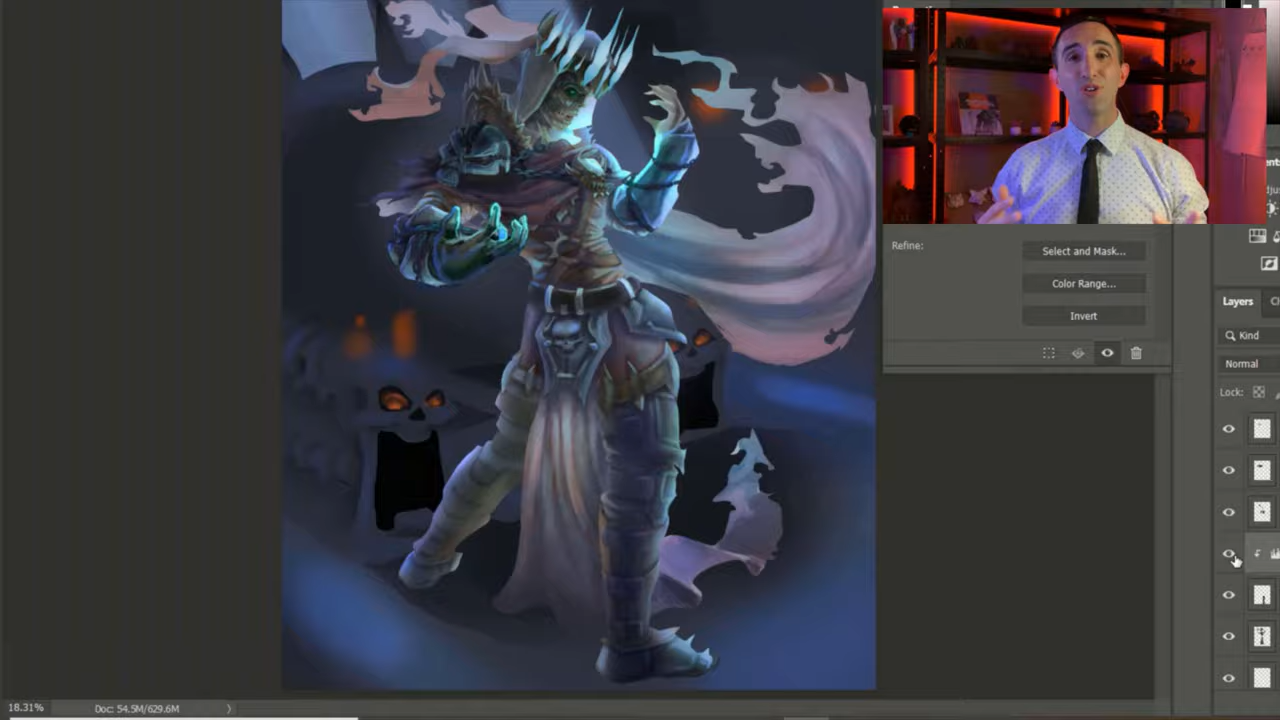 Refine:
Select and Mask...
Color Range...
Invert
Layers
Kind
Normal
Lock:
18.31%
Doc: 54.5M/629.6M